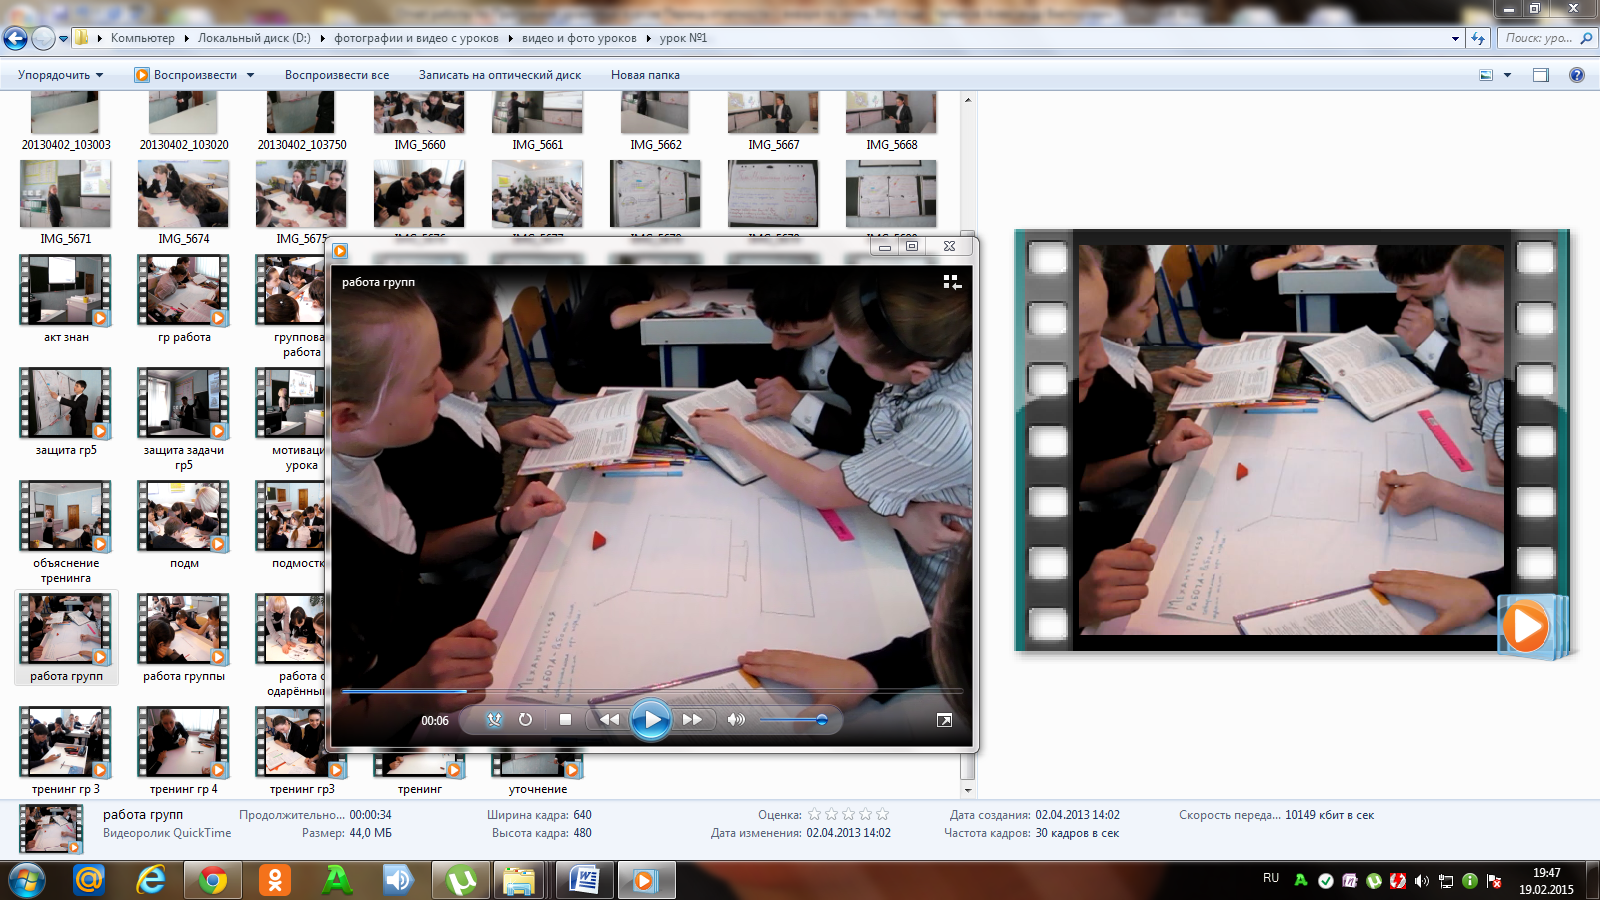 Компьютер
Локальный диск (D:)
фотографии и видео с уроков
видео и фото уроков
урок №1
Поиск: уро...
Упорядочить
Воспроизвести
Воспроизвести все
Записать на оптический диск
Новая папка
20130402_103003
20130402_103020
20130402_103750
IMG_5660
IMG_5661
IMG_5662
IMG_5667
IMG_5668
IMG_5671
IMG_5674
IMG_5675
акт знан
гр работа
группова
работа
защита гр5
защита задачи
гр5
мотиваци
урока
объяснение
тренинга
подм
подмостк
работа групп
работа группы
работа с
одарённым
тренинг гр 3
тренинг гр 4
тренинг гр3
тренинг
уточнение
работа групп
МЕХАНИЧЕСКАЯ
РАБОТА-
00:06
МЕХАНИЧЕСКАЯ
РАБОТА-
работа групп
Видеоролик QuickTime
Продолжительно... 00:00:34
Размер: 44,0 МБ
Ширина кадра: 640
Высота кадра: 480
Оценка:
Дата изменения: 02.04.2013 14:02
Дата создания: 02.04.2013 14:02
Частота кадров: 30 кадров в сек
Скорость переда... 10149 кбит в сек
RU
19:47
19.02.2015